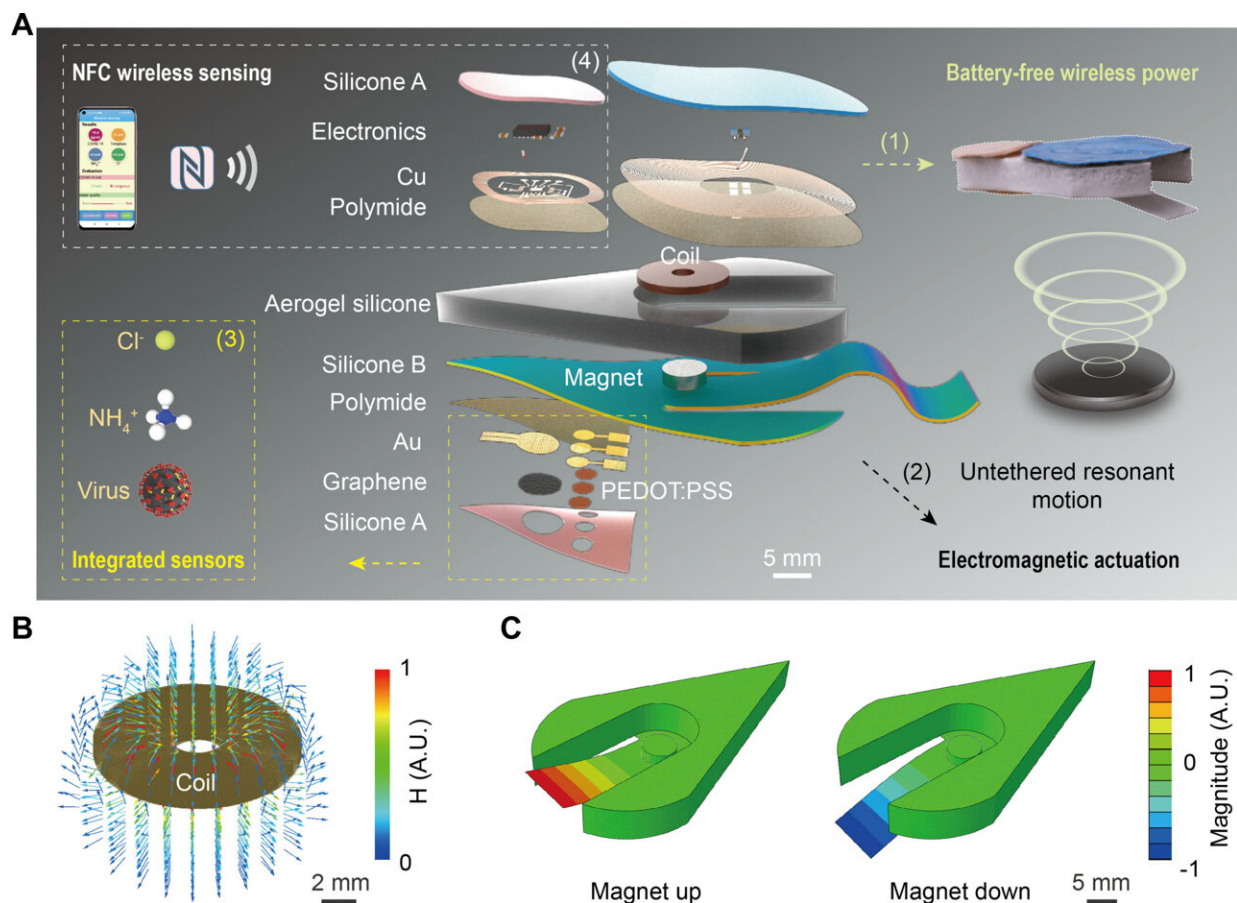 A
NFC wireless sensing
(4)
Silicone A
Electronics
Cu
Polymide
(1)
Battery-free wireless power
Coil
Aerogel silicone
(3)
Cl⁻
NH₄⁺
Virus
Integrated sensors
Silicone B
Magnet
Polymide
Au
Graphene
PEDOT:PSS
Silicone A
(2)
Untethered resonant
motion
Electromagnetic actuation
5 mm
B
Coil
1
H (A.U.)
0
2 mm
C
Magnet up
Magnet down
1
0
-1
Magnitude (A.U.)
5 mm